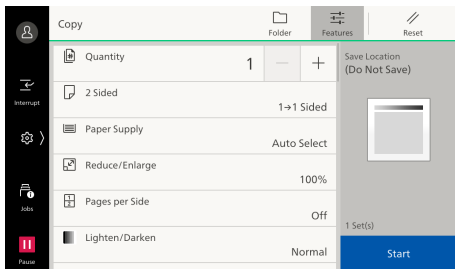 Copy
Folder
Features
Reset
Interrupt
Jobs
Pause
Quantity
1
2 Sided
1→1 Sided
Paper Supply
Auto Select
Reduce/Enlarge
100%
Pages per Side
Off
Lighten/Darken
Normal
Save Location
(Do Not Save)
1 Set(s)
Start